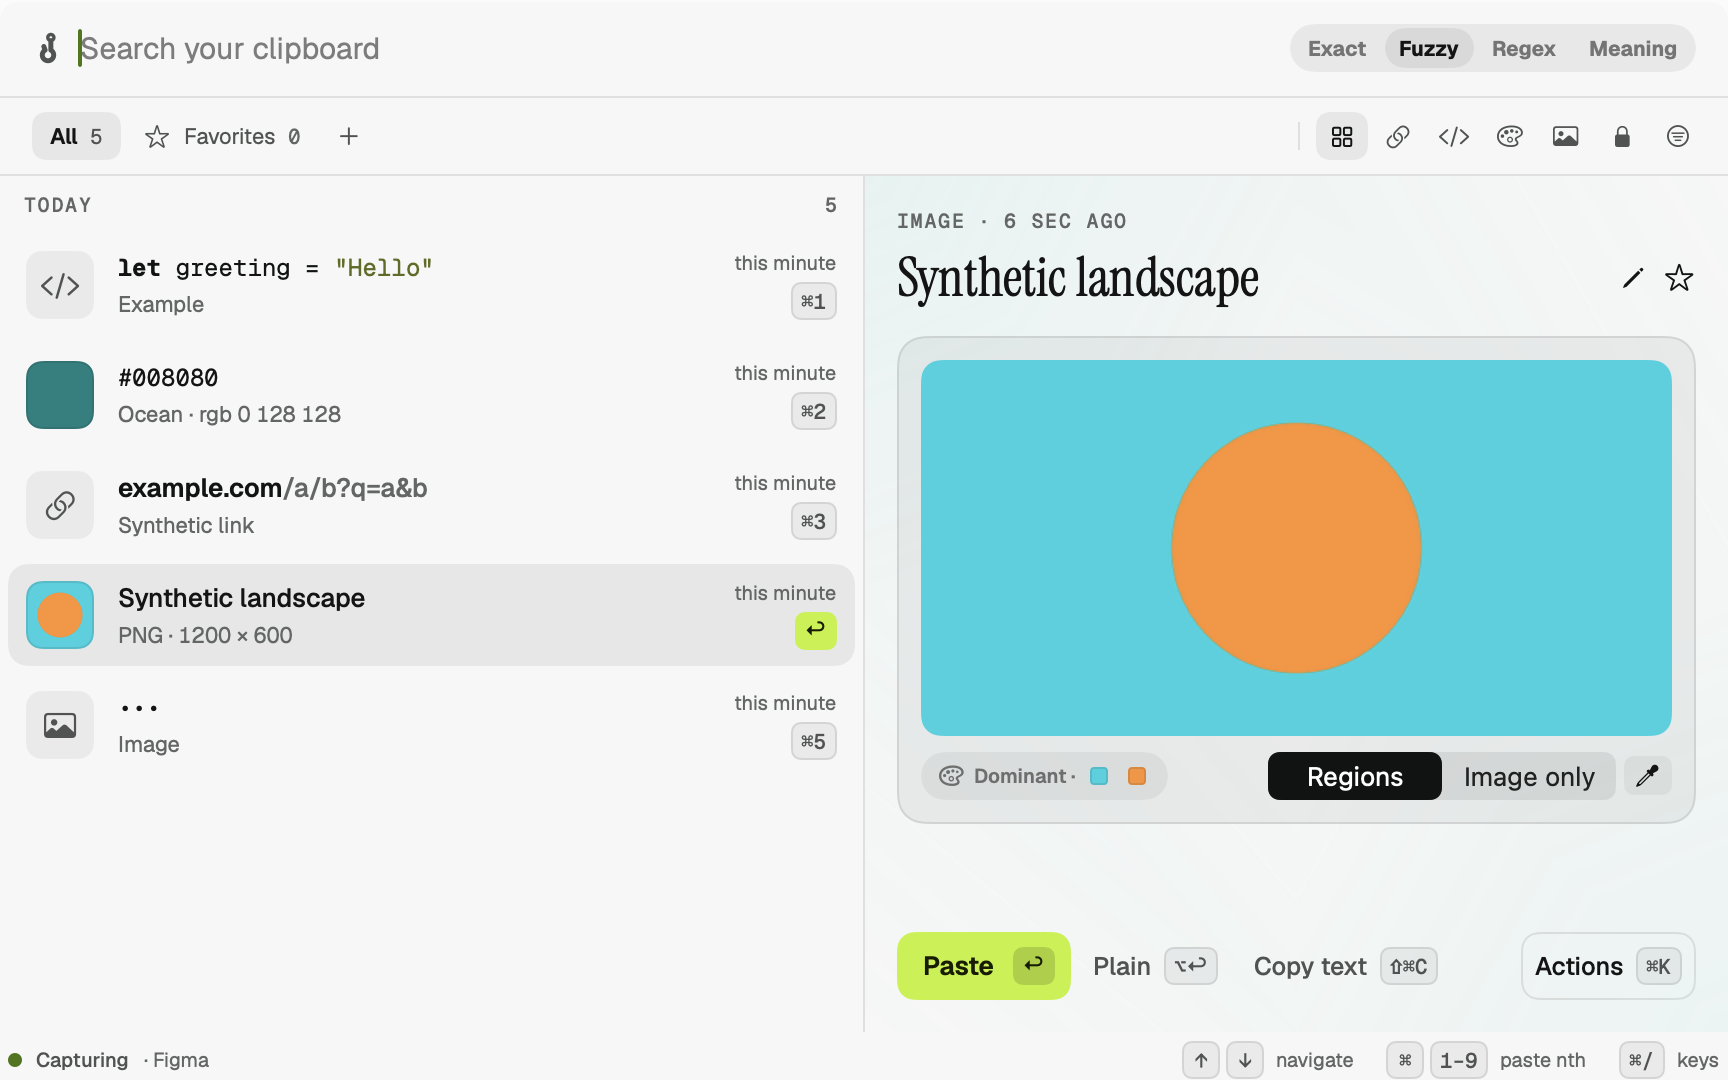 Search your clipboard
Exact Fuzzy Regex Meaning
All 5 Favorites 0
TODAY 5
let greeting = "Hello"
Example
this minute
⌘1
#008080
Ocean · rgb 0 128 128
this minute
⌘2
example.com/a/b?q=a&b
Synthetic link
this minute
⌘3
Synthetic landscape
PNG · 1200 × 600
this minute
...
Image
this minute
⌘5
IMAGE · 6 SEC AGO
Synthetic landscape
Dominant ·
Regions Image only
Paste ↩ Plain ⌥↩ Copy text ⇧⌘C Actions ⌘K
Capturing · Figma
↑ ↓ navigate ⌘ 1–9 paste nth ⌘/ keys